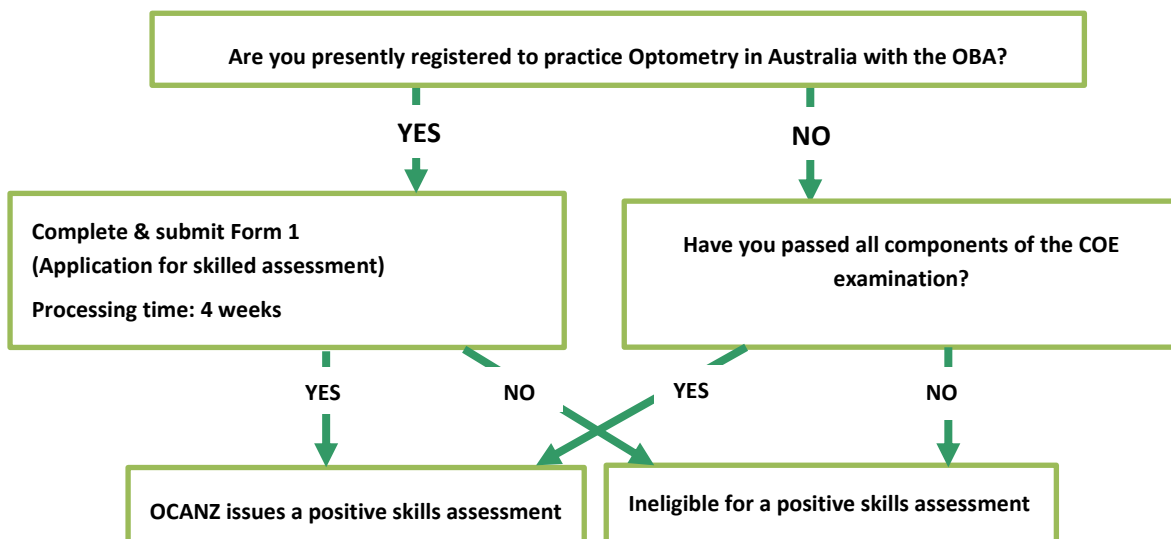 Are you presently registered to practice Optometry in Australia with the OBA?
YES
NO
Complete & submit Form 1
(Application for skilled assessment)
Processing time: 4 weeks
Have you passed all components of the COE
examination?
YES
NO
YES
NO
OCANZ issues a positive skills assessment
Ineligible for a positive skills assessment